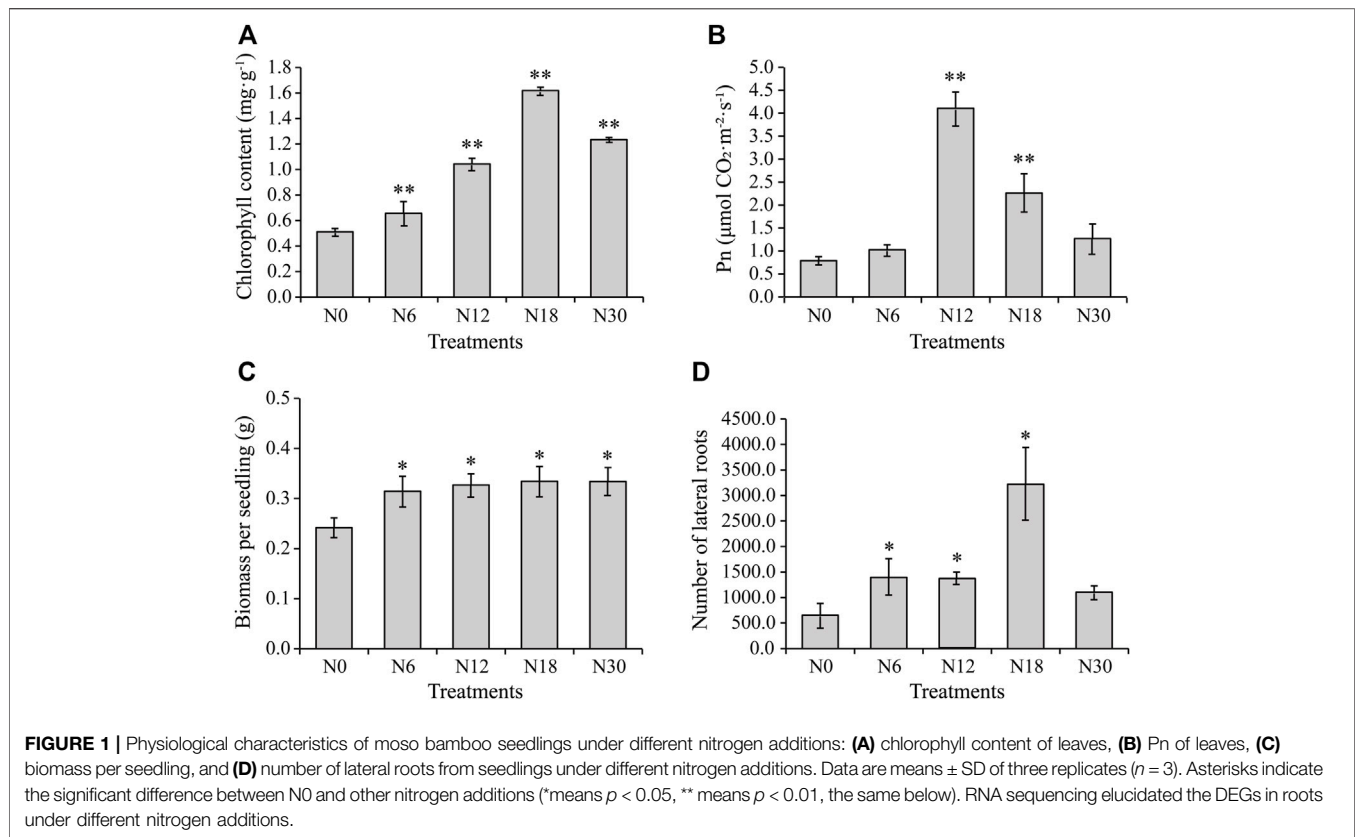 A
Chlorophyll content (mg·g⁻¹)
1.8
1.6
1.4
1.2
1.0
0.8
0.6
0.4
0.2
0.0
**
**
**
**
N0 N6 N12 N18 N30
Treatments
B
Pn (μmol CO₂·m⁻²·s⁻¹)
5.0
4.5
4.0
3.5
3.0
2.5
2.0
1.5
1.0
0.5
0.0
**
**
N0 N6 N12 N18 N30
Treatments
C
Biomass per seedling (g)
0.5
0.4
0.3
0.2
0.1
0.0
* * * *
N0 N6 N12 N18 N30
Treatments
D
Number of lateral roots
4500.0
4000.0
3500.0
3000.0
2500.0
2000.0
1500.0
1000.0
500.0
0.0
*
*
*
N0 N6 N12 N18 N30
Treatments
FIGURE 1 | Physiological characteristics of moso bamboo seedlings under different nitrogen additions: (A) chlorophyll content of leaves, (B) Pn of leaves, (C)
biomass per seedling, and (D) number of lateral roots from seedlings under different nitrogen additions. Data are means ± SD of three replicates (n = 3). Asterisks indicate
the significant difference between N0 and other nitrogen additions (*means p < 0.05, ** means p < 0.01, the same below). RNA sequencing elucidated the DEGs in roots
under different nitrogen additions.